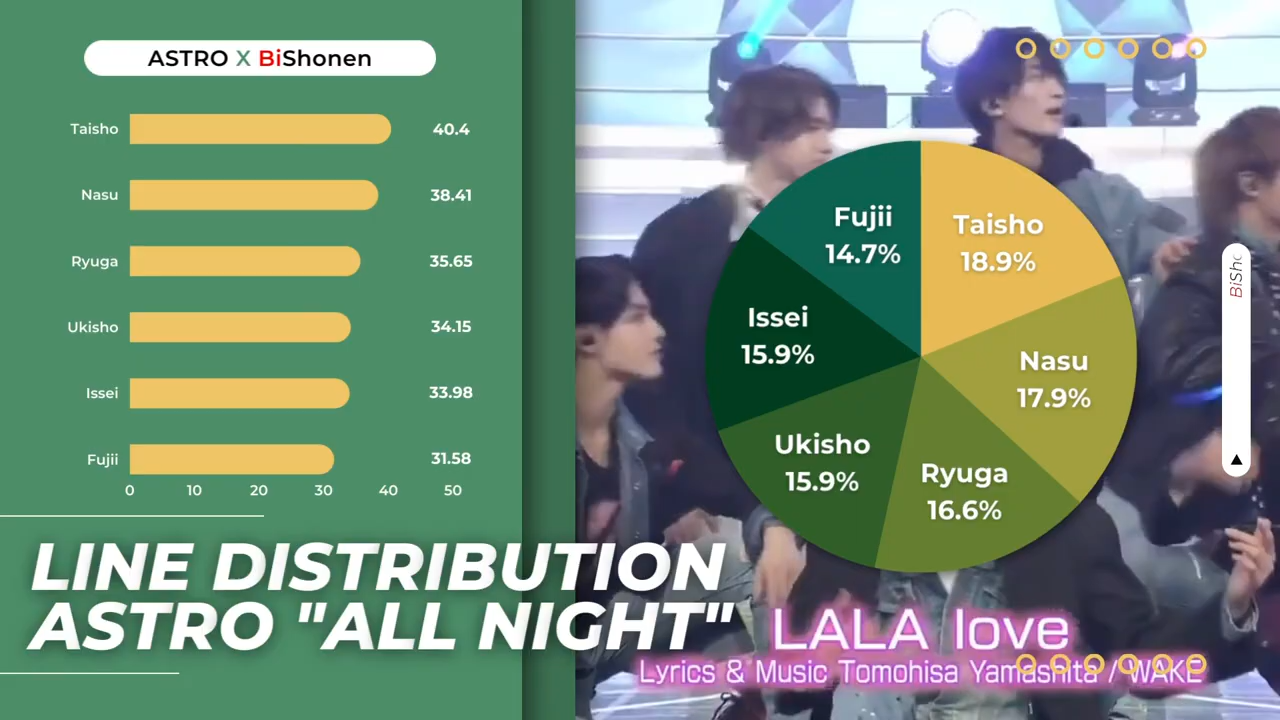 ASTRO X BiShonen
Taisho 40.4
Nasu 38.41
Ryuga 35.65
Ukisho 34.15
Issei 33.98
Fujii 31.58
0 10 20 30 40 50
LINE DISTRIBUTION
ASTRO "ALL NIGHT"
Fujii
14.7%
Taisho
18.9%
Issei
15.9%
Nasu
17.9%
Ukisho
15.9%
Ryuga
16.6%
BiSho
LALA love
Lyrics & Music Tomohisa Yamashita / WAKE